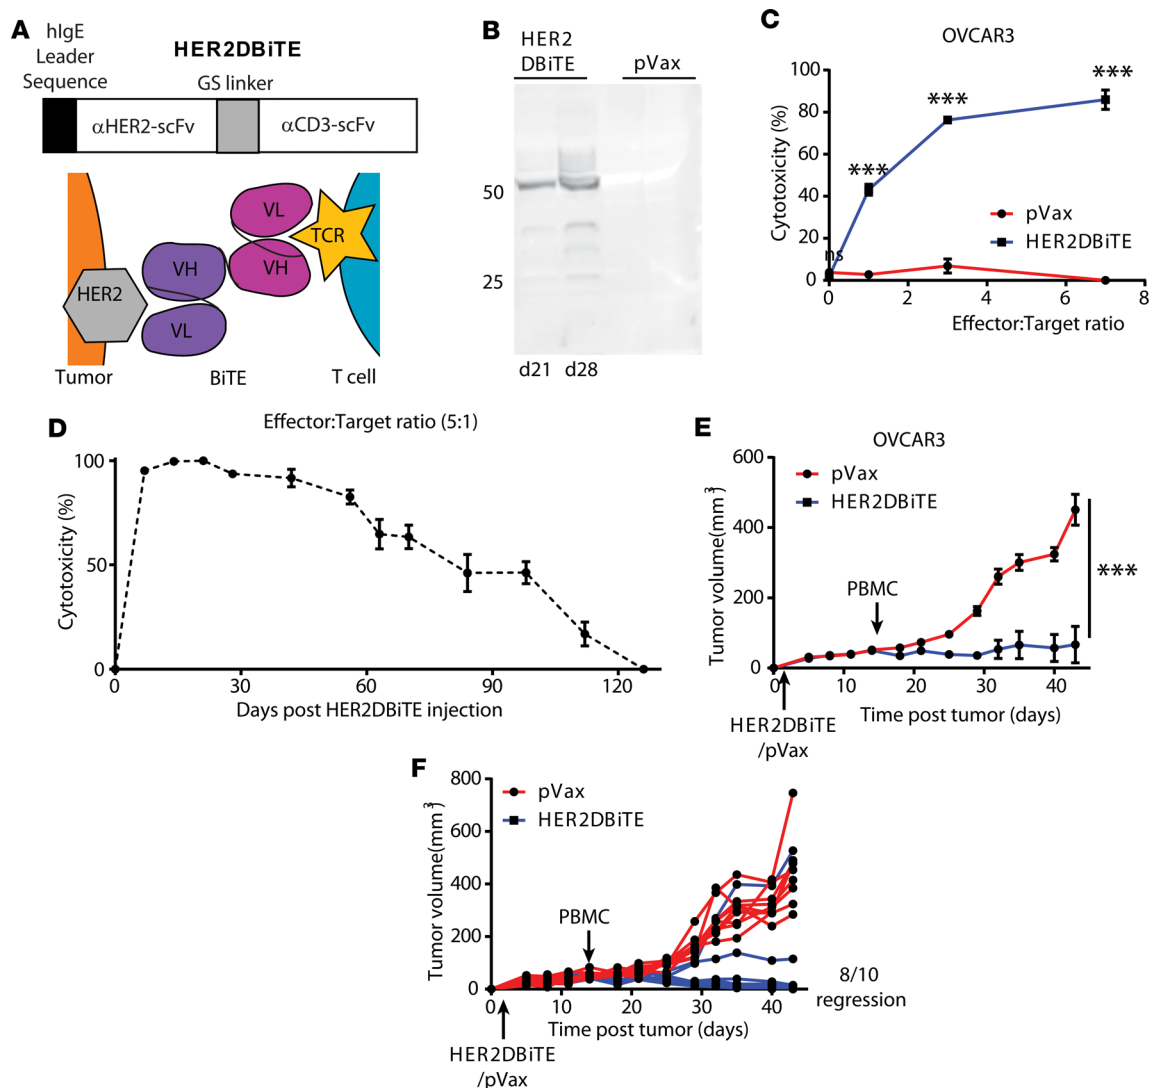 A
hIgE
Leader
Sequence
HER2DBiTE
GS linker
αHER2-scFv
αCD3-scFv
VL
TCR
VH
VH
HER2
VL
Tumor
BiTE
T cell
B
HER2
DBiTE
pVax
50
25
d21
d28
C
OVCAR3
Cytotoxicity (%)
100
80
60
40
20
0
ns
***
***
***
pVax
HER2DBiTE
0
2
4
6
8
Effector:Target ratio
D
Effector:Target ratio (5:1)
Cytotoxicity (%)
100
50
0
0
30
60
90
120
Days post HER2DBiTE injection
E
OVCAR3
Tumor volume(mm3)
600
400
200
0
pVax
HER2DBiTE
PBMC
***
0
10
20
30
40
Time post tumor (days)
HER2DBiTE
/pVax
F
Tumor volume(mm3)
800
600
400
200
0
pVax
HER2DBiTE
PBMC
8/10
regression
0
10
20
30
40
Time post tumor (days)
HER2DBiTE
/pVax